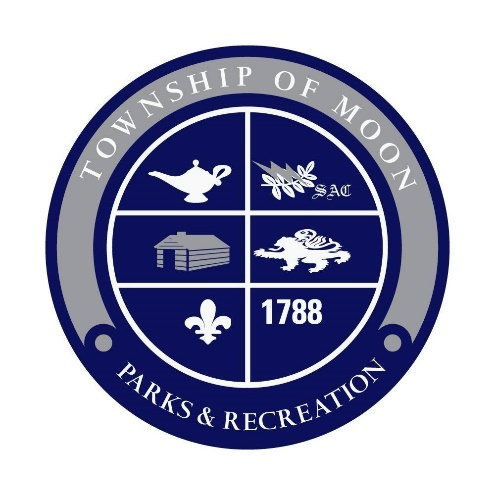 TOWNSHIP OF MOON
SAC
1788
PARKS & RECREATION